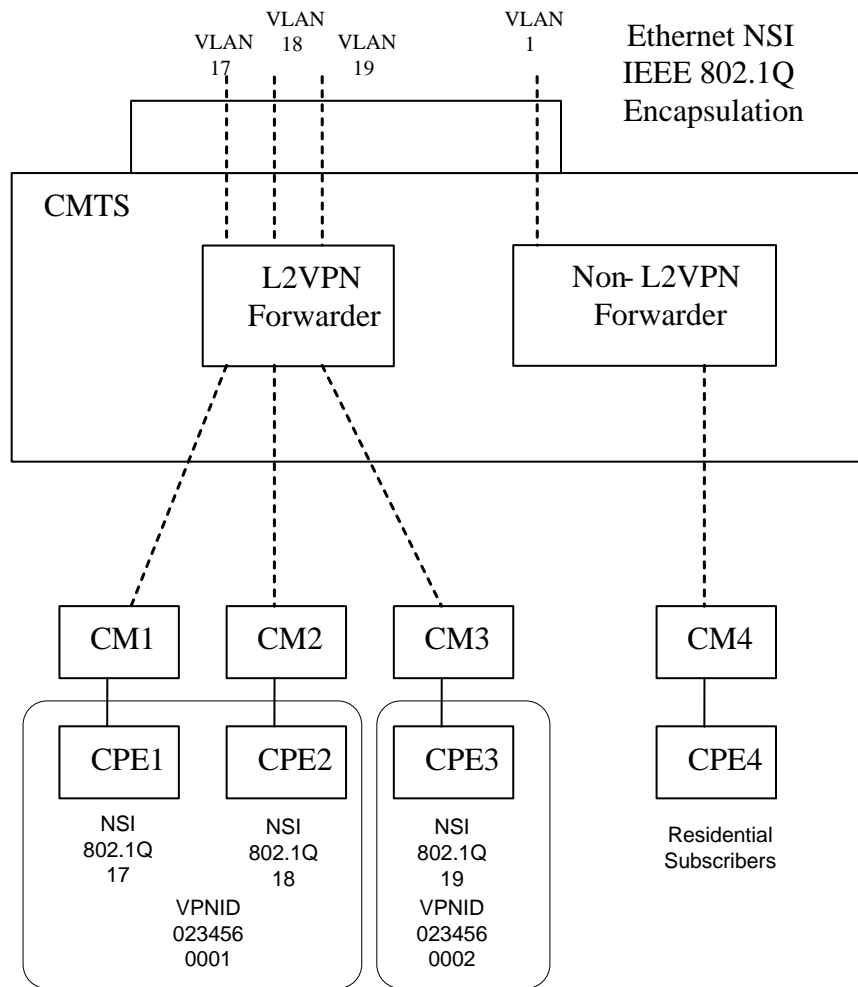 VLAN
17
VLAN
18
VLAN
19
VLAN
1
Ethernet NSI
IEEE 802.1Q
Encapsulation
CMTS
L2VPN
Forwarder
Non- L2VPN
Forwarder
CM1
CM2
CM3
CM4
CPE1
CPE2
CPE3
CPE4
NSI
802.1Q
17
NSI
802.1Q
18
NSI
802.1Q
19
Residential
Subscribers
VPNID
023456
0001
VPNID
023456
0002